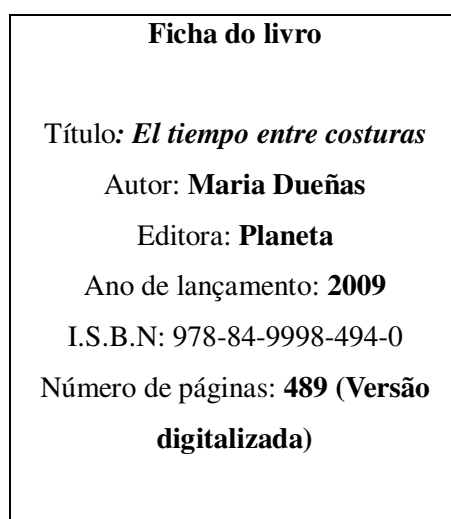 Ficha do livro
Título: El tiempo entre costuras
Autor: Maria Dueñas
Editora: Planeta
Ano de lançamento: 2009
I.S.B.N: 978-84-9998-494-0
Número de páginas: 489 (Versão
digitalizada)